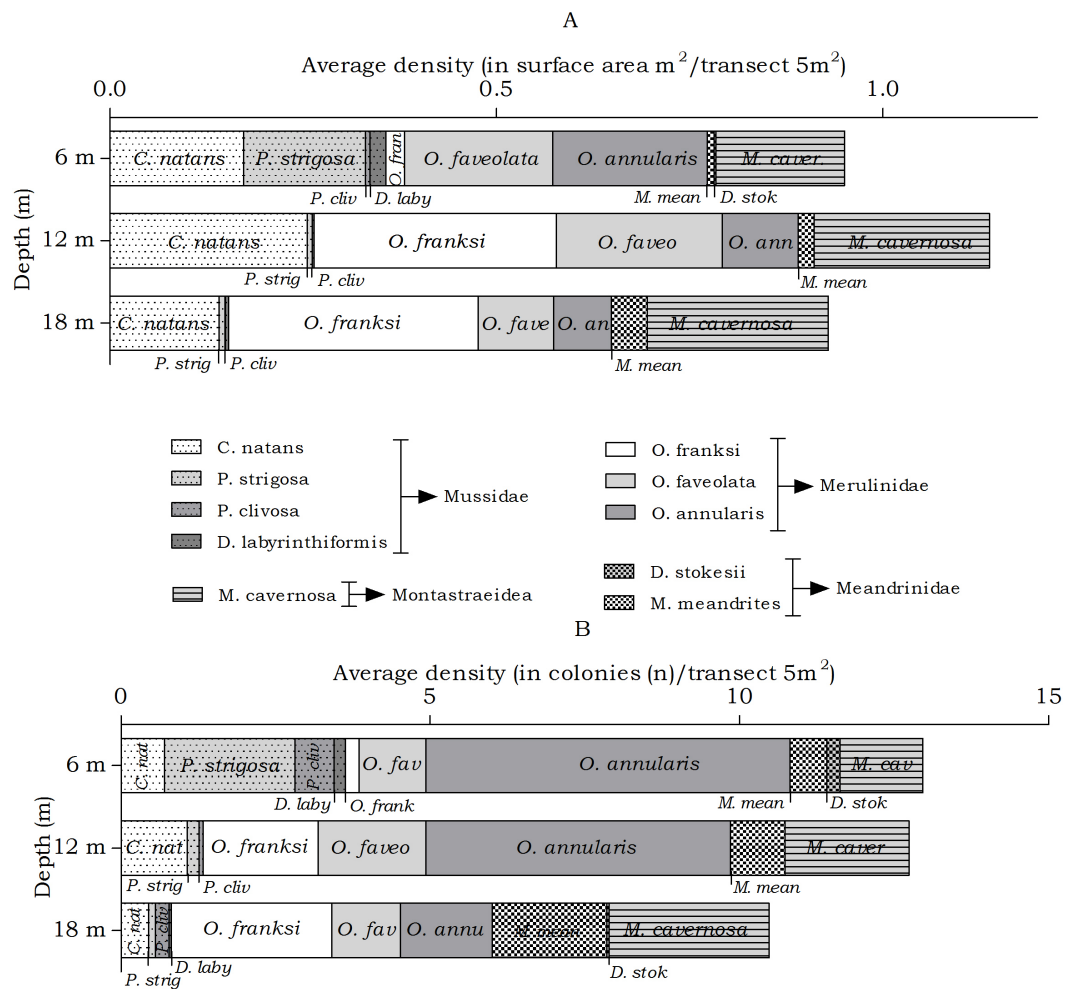 A
Average density (in surface area m²/transect 5m²)
0.0 0.5 1.0
6 m C. natans P. strigosa O. fran O. faveolata O. annularis M. caver.
P. cliv D. laby M. mean D. stok
Depth (m)
12 m C. natans O. franksi O. faveo O. ann M. cavernosa
P. strig P. cliv M. mean
18 m C. natans O. franksi O. fave O. an M. cavernosa
P. strig P. cliv M. mean
C. natans
P. strigosa
P. clivosa
D. labyrinthiformis
Mussidae
M. cavernosa Montastraeidea
O. franksi
O. faveolata
O. annularis
Merulinidae
D. stokesii
M. meandrites
Meandrinidae
B
Average density (in colonies (n)/transect 5m²)
0 5 10 15
6 m C. nat P. strigosa P. cliv O. fav O. annularis M. cav
D. laby O. frank M. mean D. stok
Depth (m)
12 m C. nat O. franksi O. faveo O. annularis M. caver
P. strig P. cliv M. mean
18 m C. nat P. cliv O. franksi O. fav O. annu M. mean M. cavernosa
P. strig D. laby D. stok